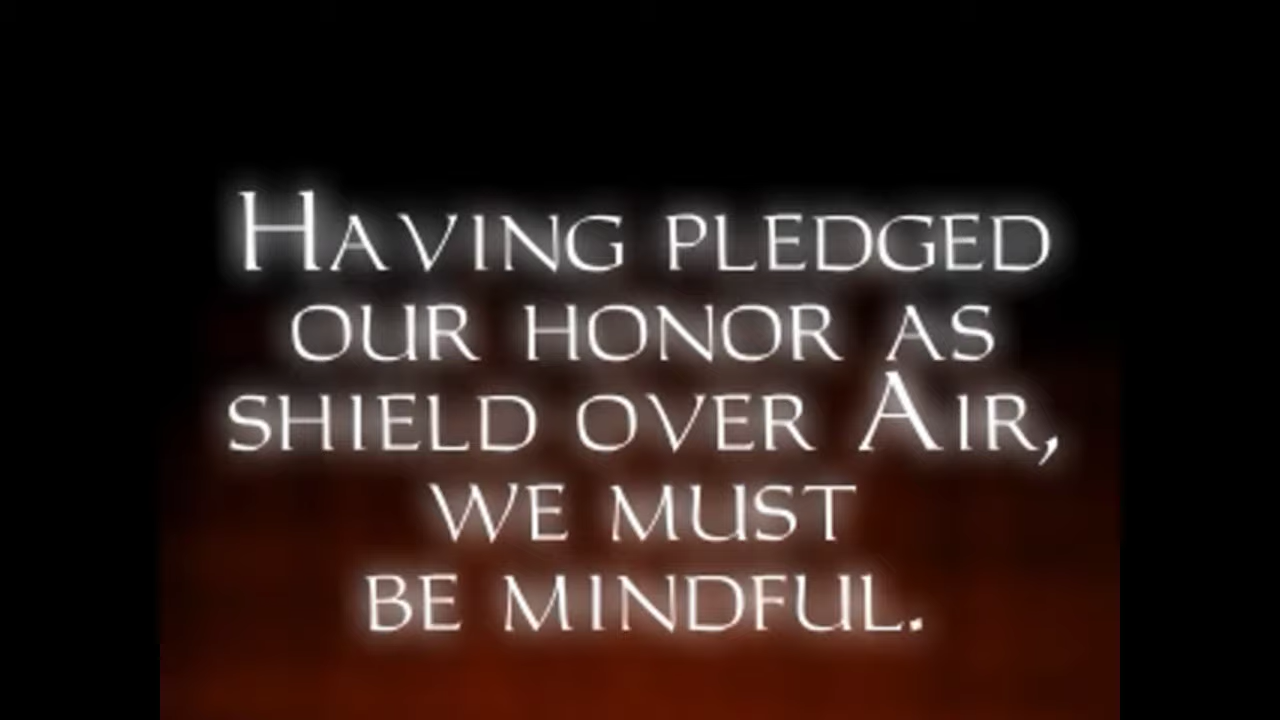 Having pledged
our honor as
shield over Air,
we must
be mindful.